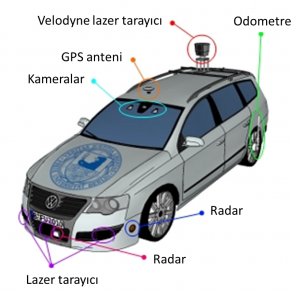 Velodyne lazer tarayıcı
Odometre
GPS anteni
Kameralar
Radar
Radar
Lazer tarayıcı